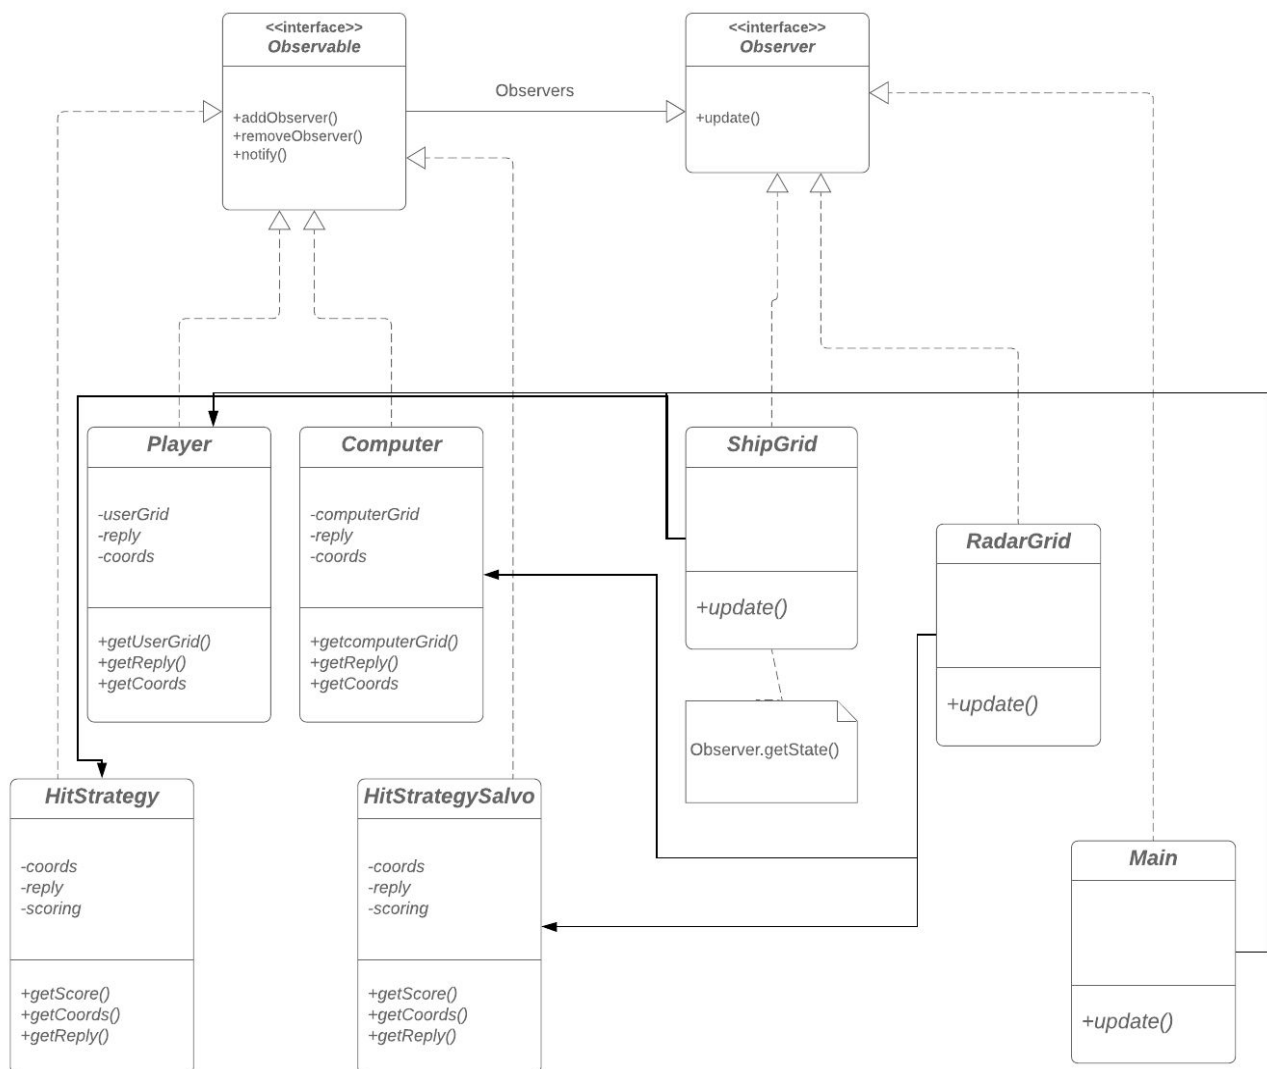 <<interface>>
Observable
+addObserver()
+removeObserver()
+notify()
Observers
<<interface>>
Observer
+update()
Player
-userGrid
-reply
-coords
+getUserGrid()
+getReply()
+getCoords
Computer
-computerGrid
-reply
-coords
+getcomputerGrid()
+getReply()
+getCoords
ShipGrid
+update()
Observer.getState()
RadarGrid
+update()
HitStrategy
-coords
-reply
-scoring
+getScore()
+getCoords()
+getReply()
HitStrategySalvo
-coords
-reply
-scoring
+getScore()
+getCoords()
+getReply()
Main
+update()